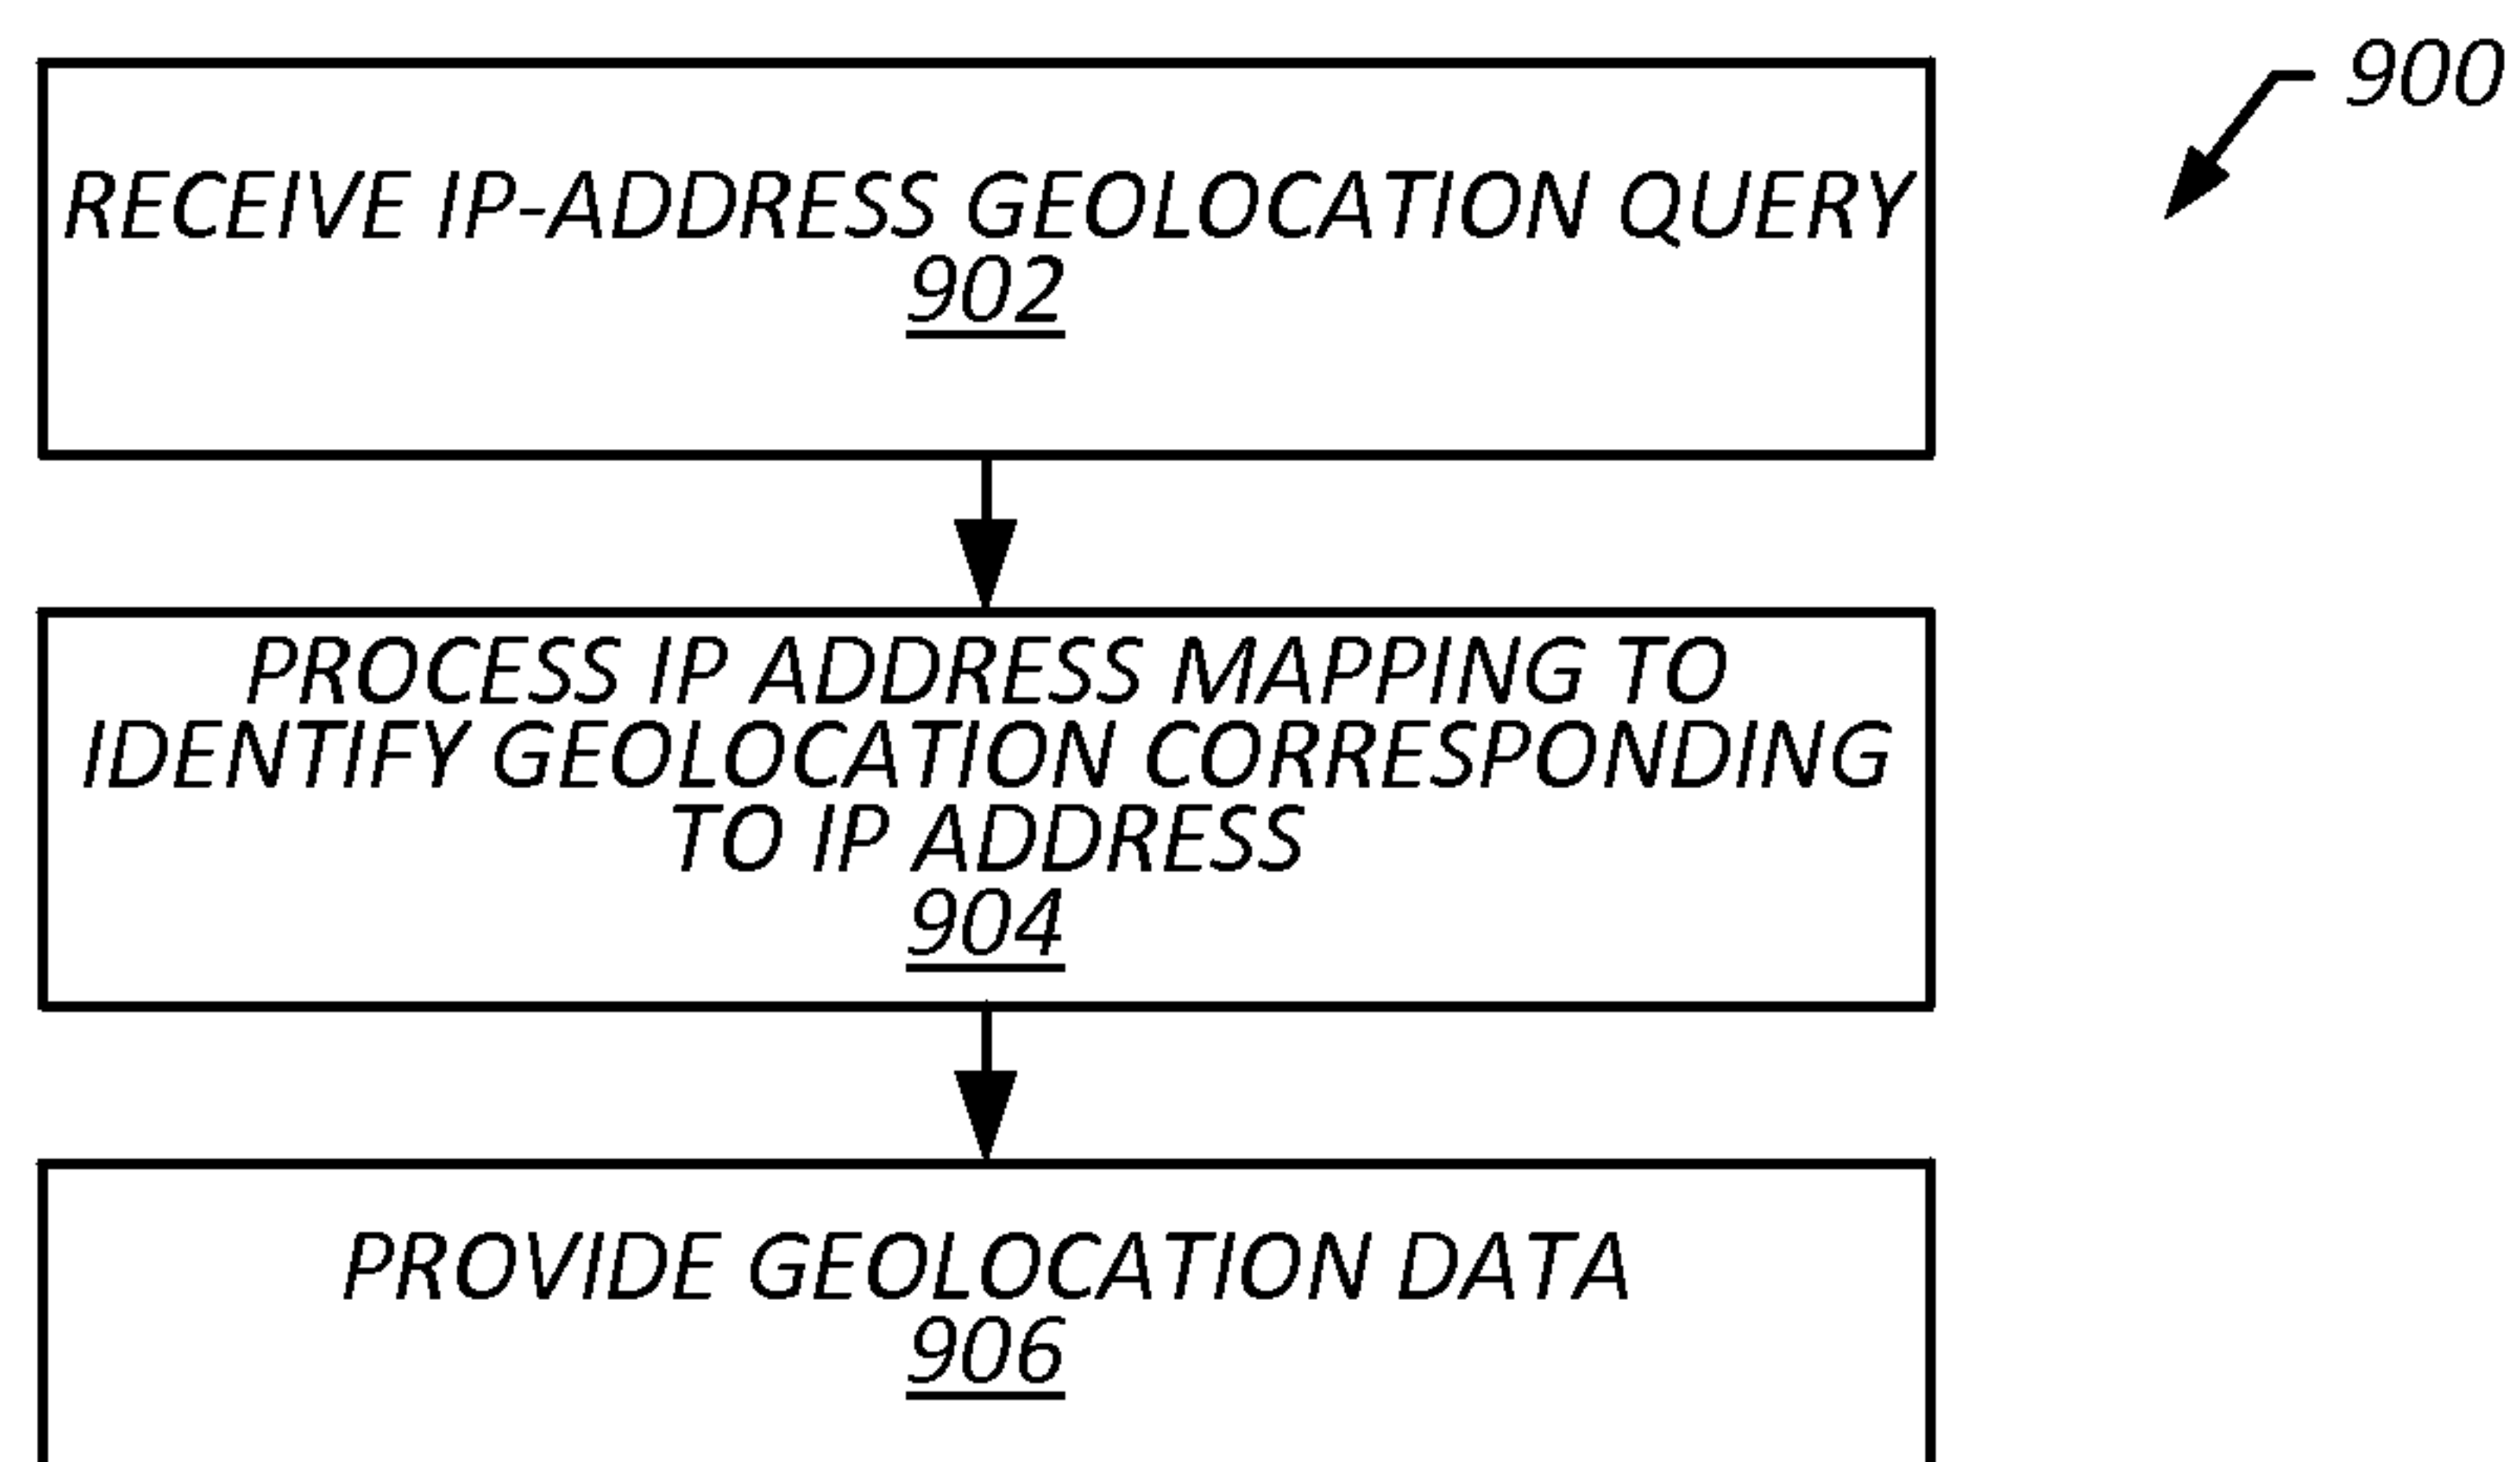 900
RECEIVE IP-ADDRESS GEOLOCATION QUERY
902
PROCESS IP ADDRESS MAPPING TO
IDENTIFY GEOLOCATION CORRESPONDING
TO IP ADDRESS
904
PROVIDE GEOLOCATION DATA
906